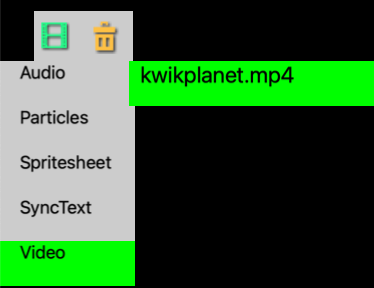 Audio
kwikplanet.mp4
Particles
Spritesheet
SyncText
Video